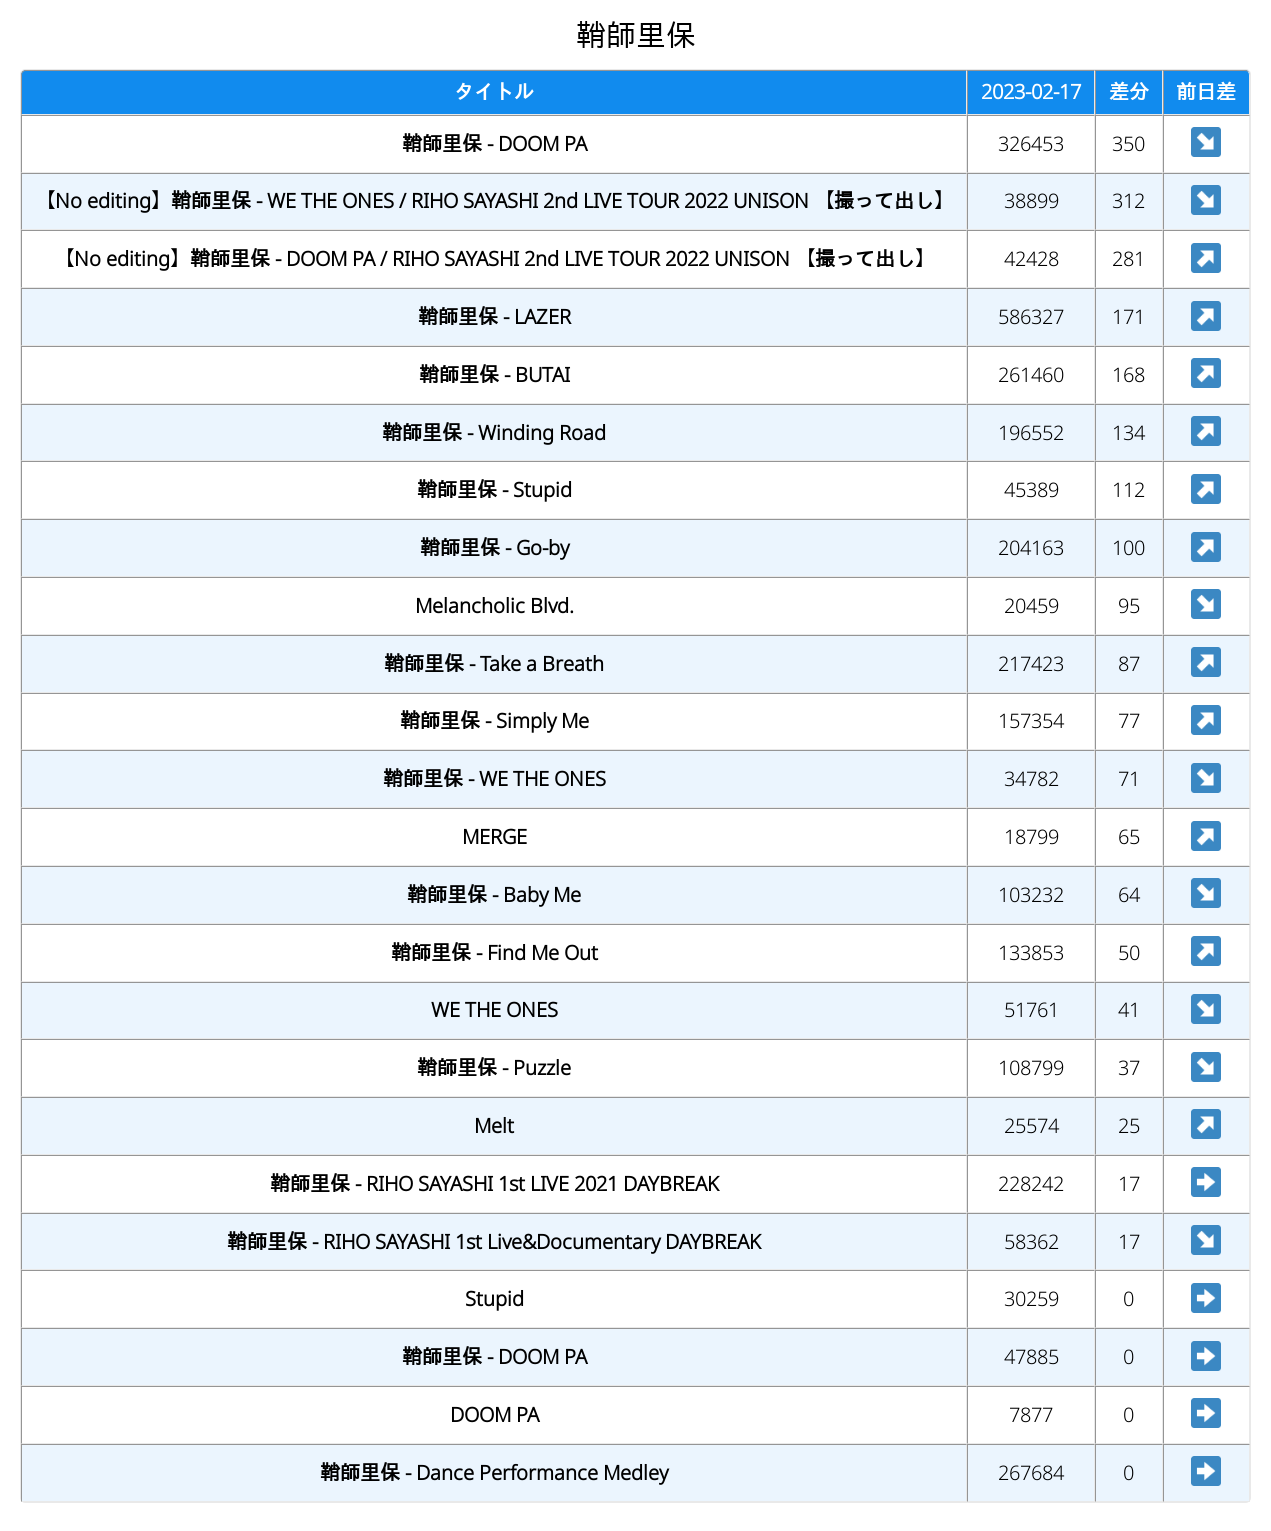 鞘師里保
タイトル 2023-02-17 差分 前日差
鞘師里保 - DOOM PA 326453 350 ↘
【No editing】鞘師里保 - WE THE ONES / RIHO SAYASHI 2nd LIVE TOUR 2022 UNISON 【撮って出し】 38899 312 ↘
【No editing】鞘師里保 - DOOM PA / RIHO SAYASHI 2nd LIVE TOUR 2022 UNISON 【撮って出し】 42428 281 ↗
鞘師里保 - LAZER 586327 171 ↗
鞘師里保 - BUTAI 261460 168 ↗
鞘師里保 - Winding Road 196552 134 ↗
鞘師里保 - Stupid 45389 112 ↗
鞘師里保 - Go-by 204163 100 ↗
Melancholic Blvd. 20459 95 ↘
鞘師里保 - Take a Breath 217423 87 ↗
鞘師里保 - Simply Me 157354 77 ↗
鞘師里保 - WE THE ONES 34782 71 ↘
MERGE 18799 65 ↗
鞘師里保 - Baby Me 103232 64 ↘
鞘師里保 - Find Me Out 133853 50 ↗
WE THE ONES 51761 41 ↘
鞘師里保 - Puzzle 108799 37 ↘
Melt 25574 25 ↗
鞘師里保 - RIHO SAYASHI 1st LIVE 2021 DAYBREAK 228242 17 ➡
鞘師里保 - RIHO SAYASHI 1st Live&Documentary DAYBREAK 58362 17 ↘
Stupid 30259 0 ➡
鞘師里保 - DOOM PA 47885 0 ➡
DOOM PA 7877 0 ➡
鞘師里保 - Dance Performance Medley 267684 0 ➡